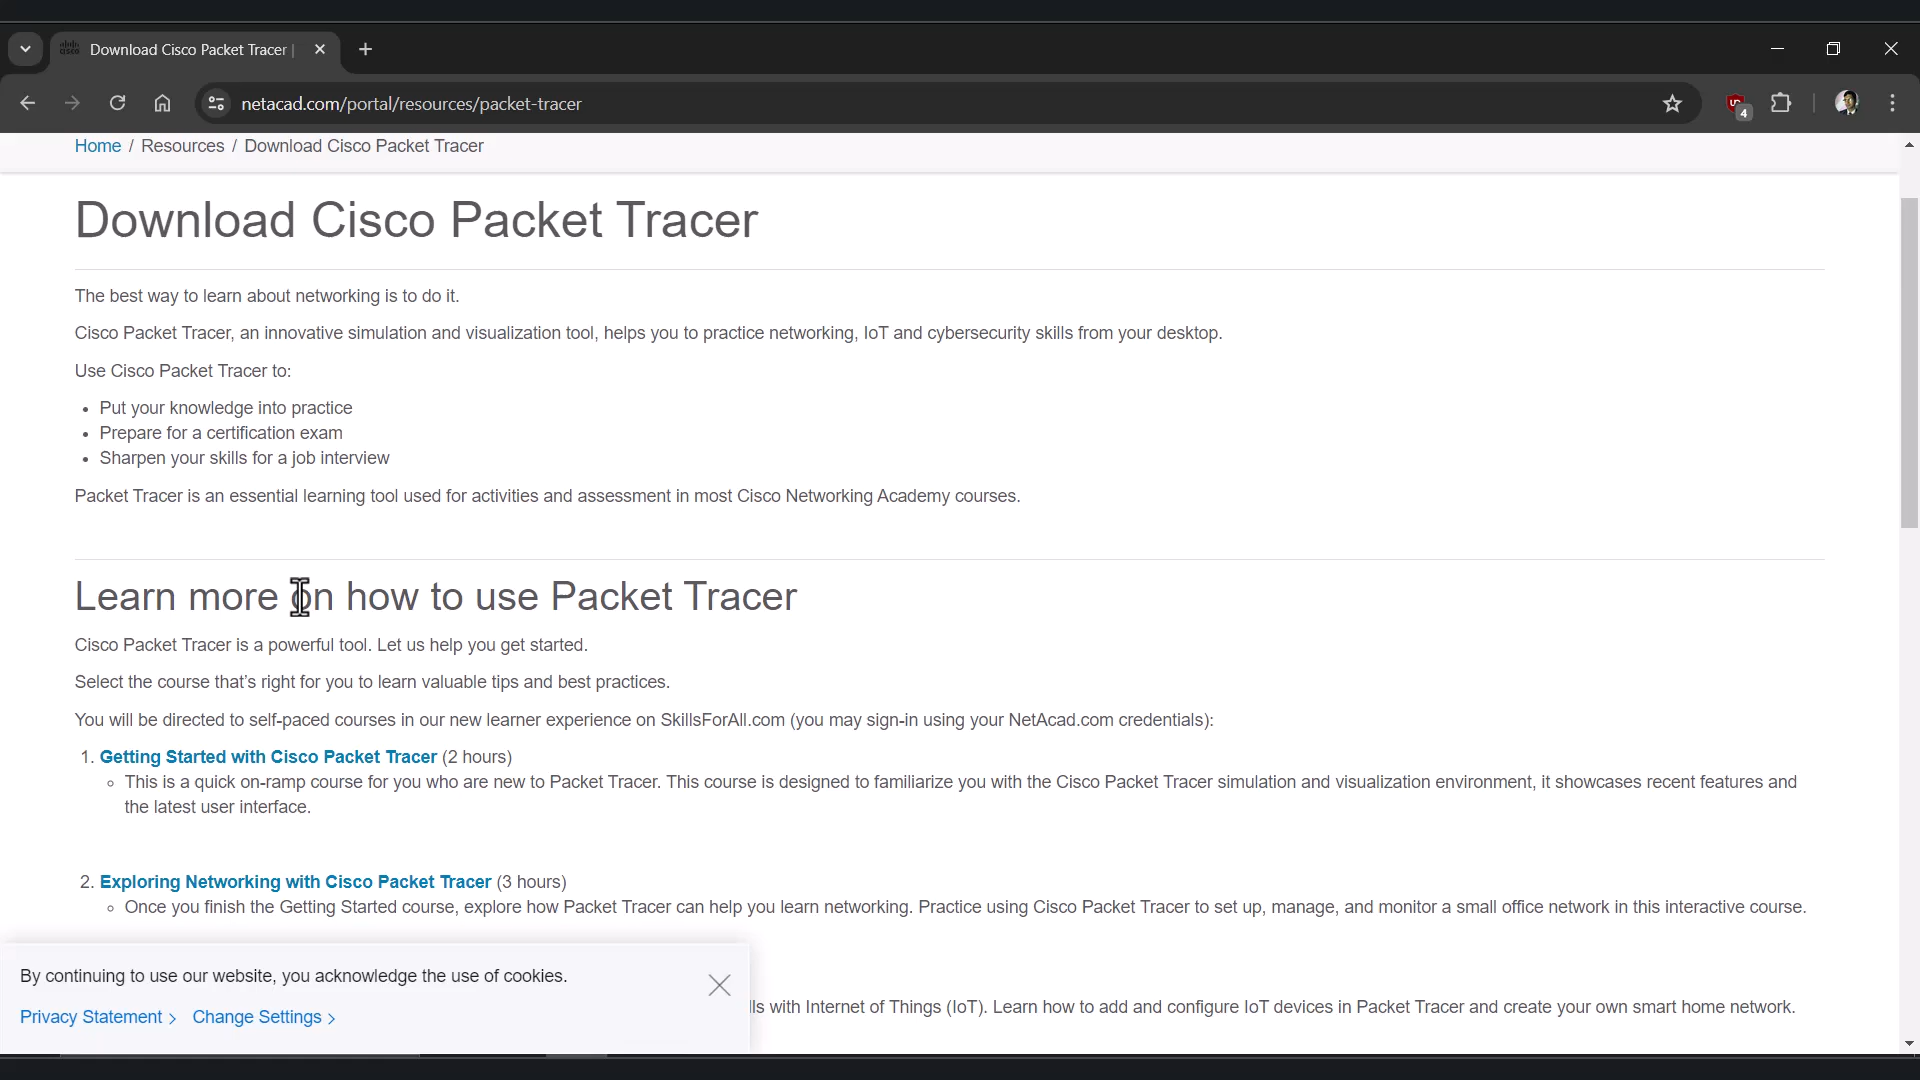 Download Cisco Packet Tracer |
netacad.com/portal/resources/packet-tracer
4
Home / Resources / Download Cisco Packet Tracer
Download Cisco Packet Tracer
The best way to learn about networking is to do it.
Cisco Packet Tracer, an innovative simulation and visualization tool, helps you to practice networking, IoT and cybersecurity skills from your desktop.
Use Cisco Packet Tracer to:
• Put your knowledge into practice
• Prepare for a certification exam
• Sharpen your skills for a job interview
Packet Tracer is an essential learning tool used for activities and assessment in most Cisco Networking Academy courses.
Learn more on how to use Packet Tracer
Cisco Packet Tracer is a powerful tool. Let us help you get started.
Select the course that’s right for you to learn valuable tips and best practices.
You will be directed to self-paced courses in our new learner experience on SkillsForAll.com (you may sign-in using your NetAcad.com credentials):
1. Getting Started with Cisco Packet Tracer (2 hours)
◦ This is a quick on-ramp course for you who are new to Packet Tracer. This course is designed to familiarize you with the Cisco Packet Tracer simulation and visualization environment, it showcases recent features and
the latest user interface.
2. Exploring Networking with Cisco Packet Tracer (3 hours)
◦ Once you finish the Getting Started course, explore how Packet Tracer can help you learn networking. Practice using Cisco Packet Tracer to set up, manage, and monitor a small office network in this interactive course.
By continuing to use our website, you acknowledge the use of cookies.
Privacy Statement > Change Settings >
lls with Internet of Things (IoT). Learn how to add and configure IoT devices in Packet Tracer and create your own smart home network.